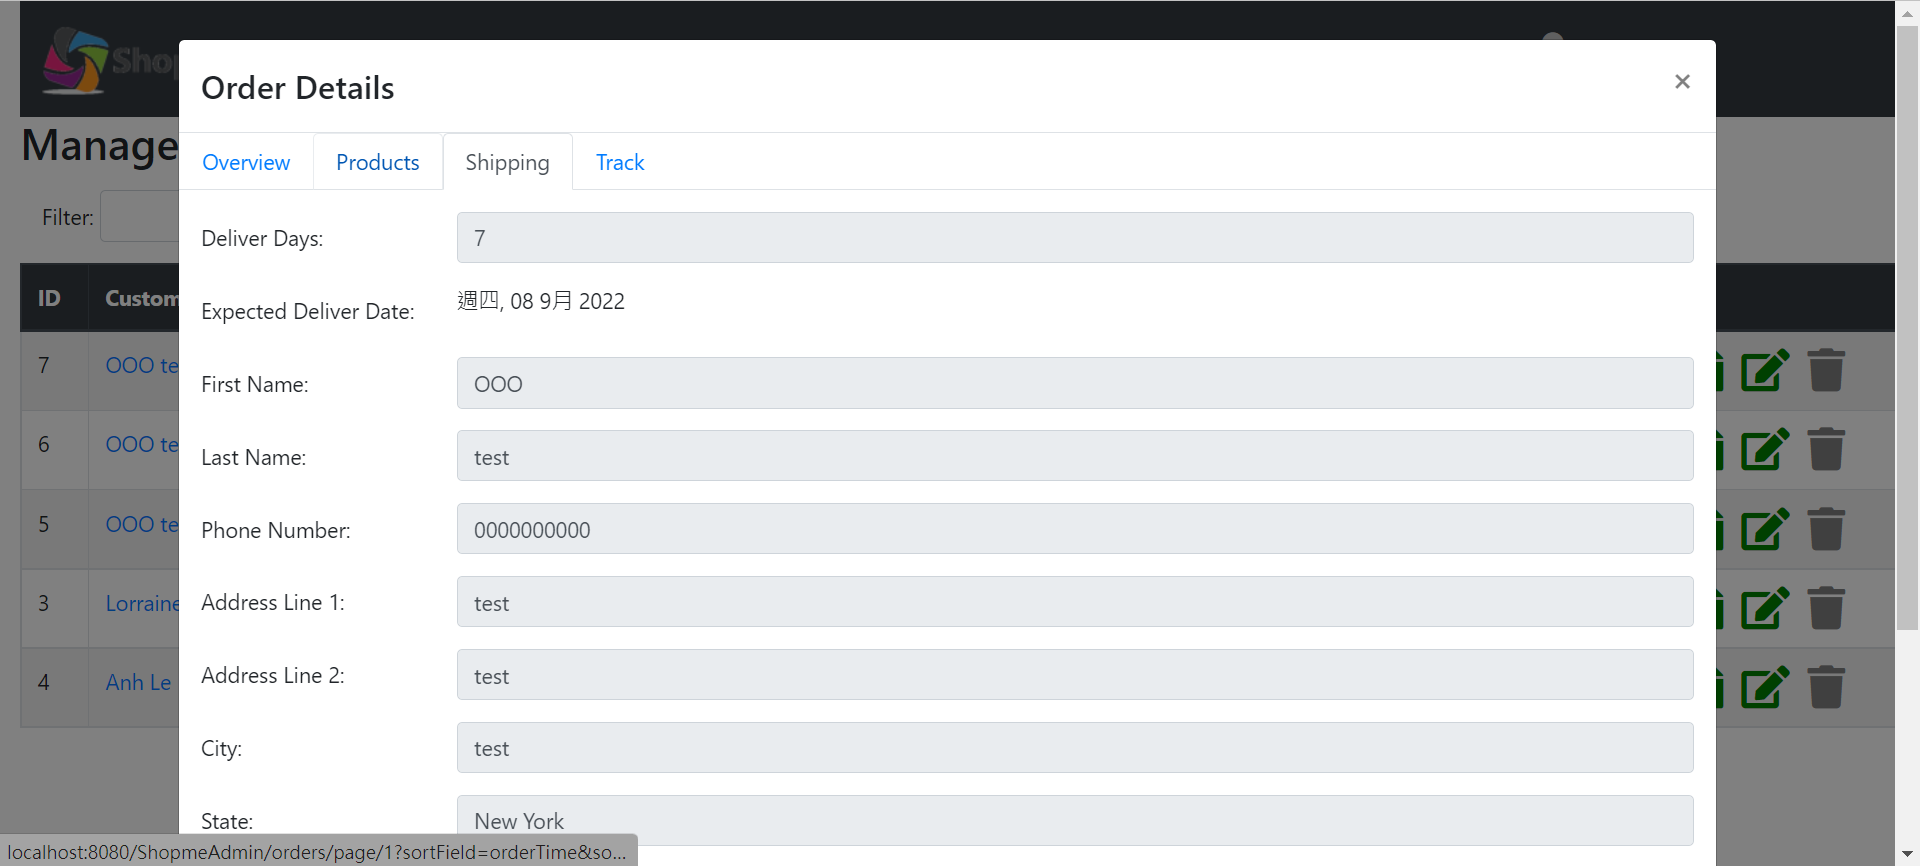 Shop
Order Details
×
Manage
Overview
Products
Shipping
Track
Filter:
Deliver Days:
7
Expected Deliver Date:
週四, 08 9月 2022
ID
Custom
First Name:
OOO
7
OOO te
Last Name:
test
6
OOO te
Phone Number:
0000000000
5
OOO te
Address Line 1:
test
3
Lorraine
Address Line 2:
test
4
Anh Le
City:
test
State:
New York
localhost:8080/ShopmeAdmin/orders/page/1?sortField=orderTime&so...